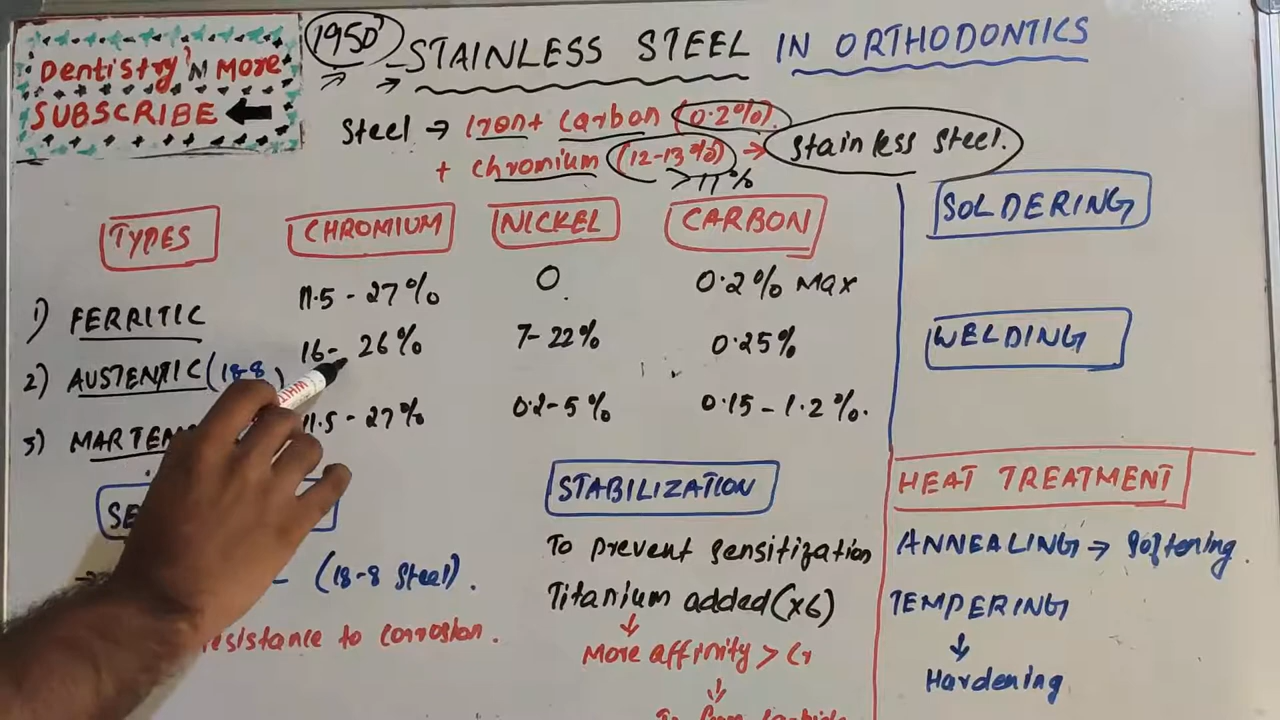 Dentistry 'N MORE
SUBSCRIBE
1950'
STAINLESS STEEL IN ORTHODONTICS
Steel → Iron + carbon (0.2%).
+ chromium (12-13%) → Stainless Steel.
>11%
TYPES CHROMIUM NICKEL CARBON
1) FERRITIC 11.5 - 27% 0 0.2% MAX
2) AUSTENTIC (18-8 16 - 26% 7-22% 0.25%
3) MARTEN 11.5 - 27% 0.2-5% 0.15 - 1.2%.
SE
(18-8 Steel).
resistance to corrosion.
STABILIZATION
To prevent sensitization
Titanium added (x6)
More affinity > Cr
SOLDERING
WELDING
HEAT TREATMENT
ANNEALING → Softening.
TEMPERING
Hardening